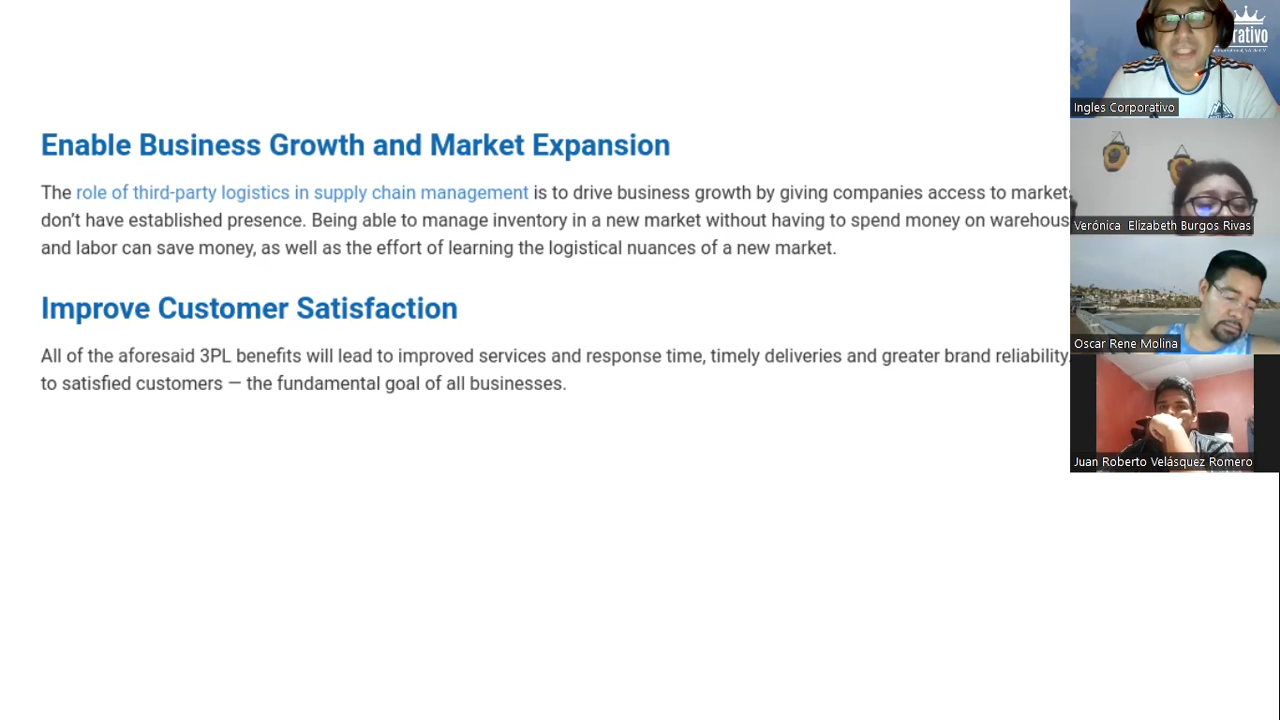 Enable Business Growth and Market Expansion
The role of third-party logistics in supply chain management is to drive business growth by giving companies access to market
don't have established presence. Being able to manage inventory in a new market without having to spend money on warehous
and labor can save money, as well as the effort of learning the logistical nuances of a new market.
Improve Customer Satisfaction
All of the aforesaid 3PL benefits will lead to improved services and response time, timely deliveries and greater brand reliability.
to satisfied customers — the fundamental goal of all businesses.
rativo
Ingles Corporativo
Verónica Elizabeth Burgos Rivas
Oscar Rene Molina
Juan Roberto Velásquez Romero